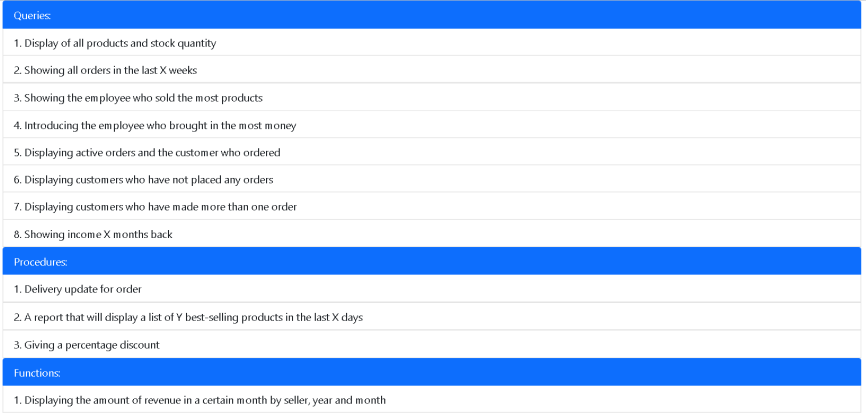 Queries:
1. Display of all products and stock quantity
2. Showing all orders in the last X weeks
3. Showing the employee who sold the most products
4. Introducing the employee who brought in the most money
5. Displaying active orders and the customer who ordered
6. Displaying customers who have not placed any orders
7. Displaying customers who have made more than one order
8. Showing income X months back
Procedures:
1. Delivery update for order
2. A report that will display a list of Y best-selling products in the last X days
3. Giving a percentage discount
Functions:
1. Displaying the amount of revenue in a certain month by seller, year and month